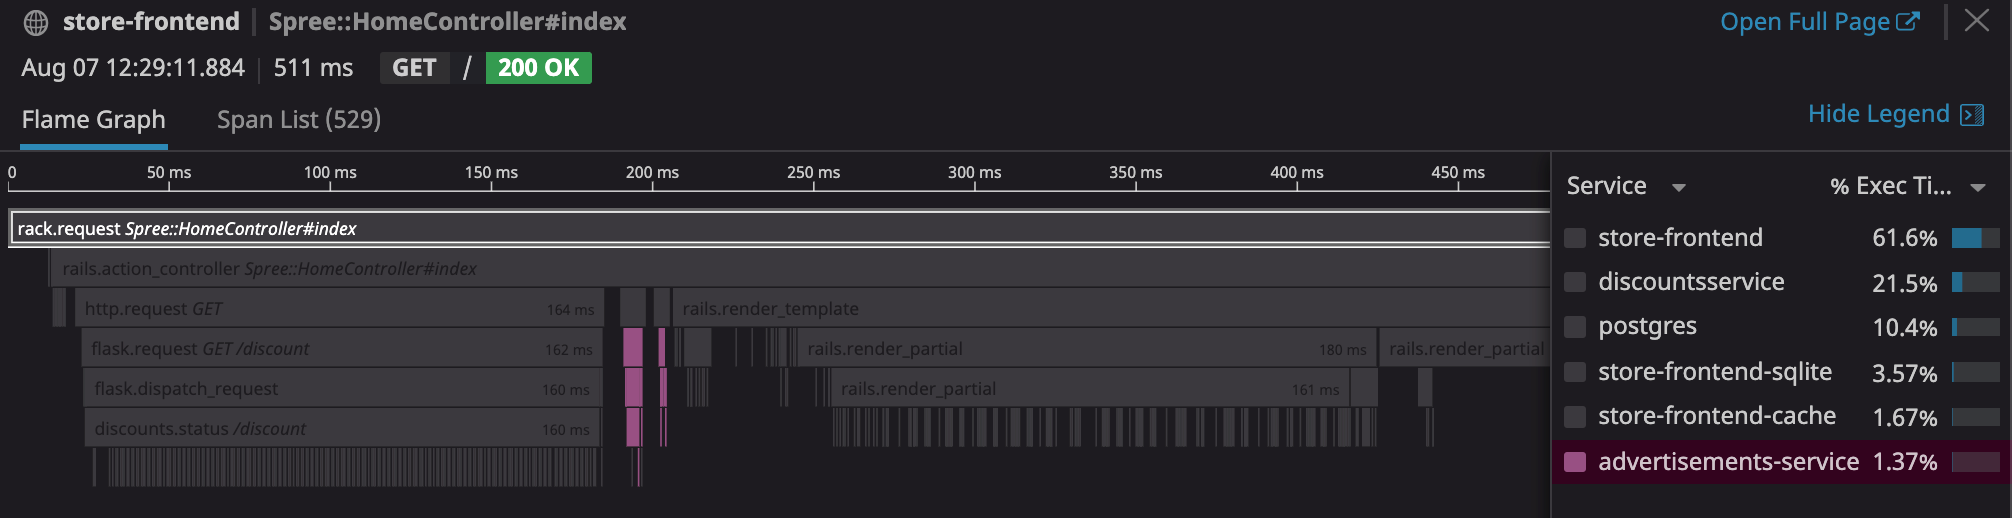 store-frontend | Spree::HomeController#index
Open Full Page
Aug 07 12:29:11.884 | 511 ms GET / 200 OK
Flame Graph Span List (529)
Hide Legend
0 50 ms 100 ms 150 ms 200 ms 250 ms 300 ms 350 ms 400 ms 450 ms
rack.request Spree::HomeController#index
rails.action_controller Spree::HomeController#index
http.request GET 164 ms rails.render_template
flask.request GET /discount 162 ms rails.render_partial 180 ms rails.render_partial
flask.dispatch_request 160 ms rails.render_partial 161 ms
discounts.status /discount 160 ms
Service % Exec Ti...
store-frontend 61.6%
discountsservice 21.5%
postgres 10.4%
store-frontend-sqlite 3.57%
store-frontend-cache 1.67%
advertisements-service 1.37%